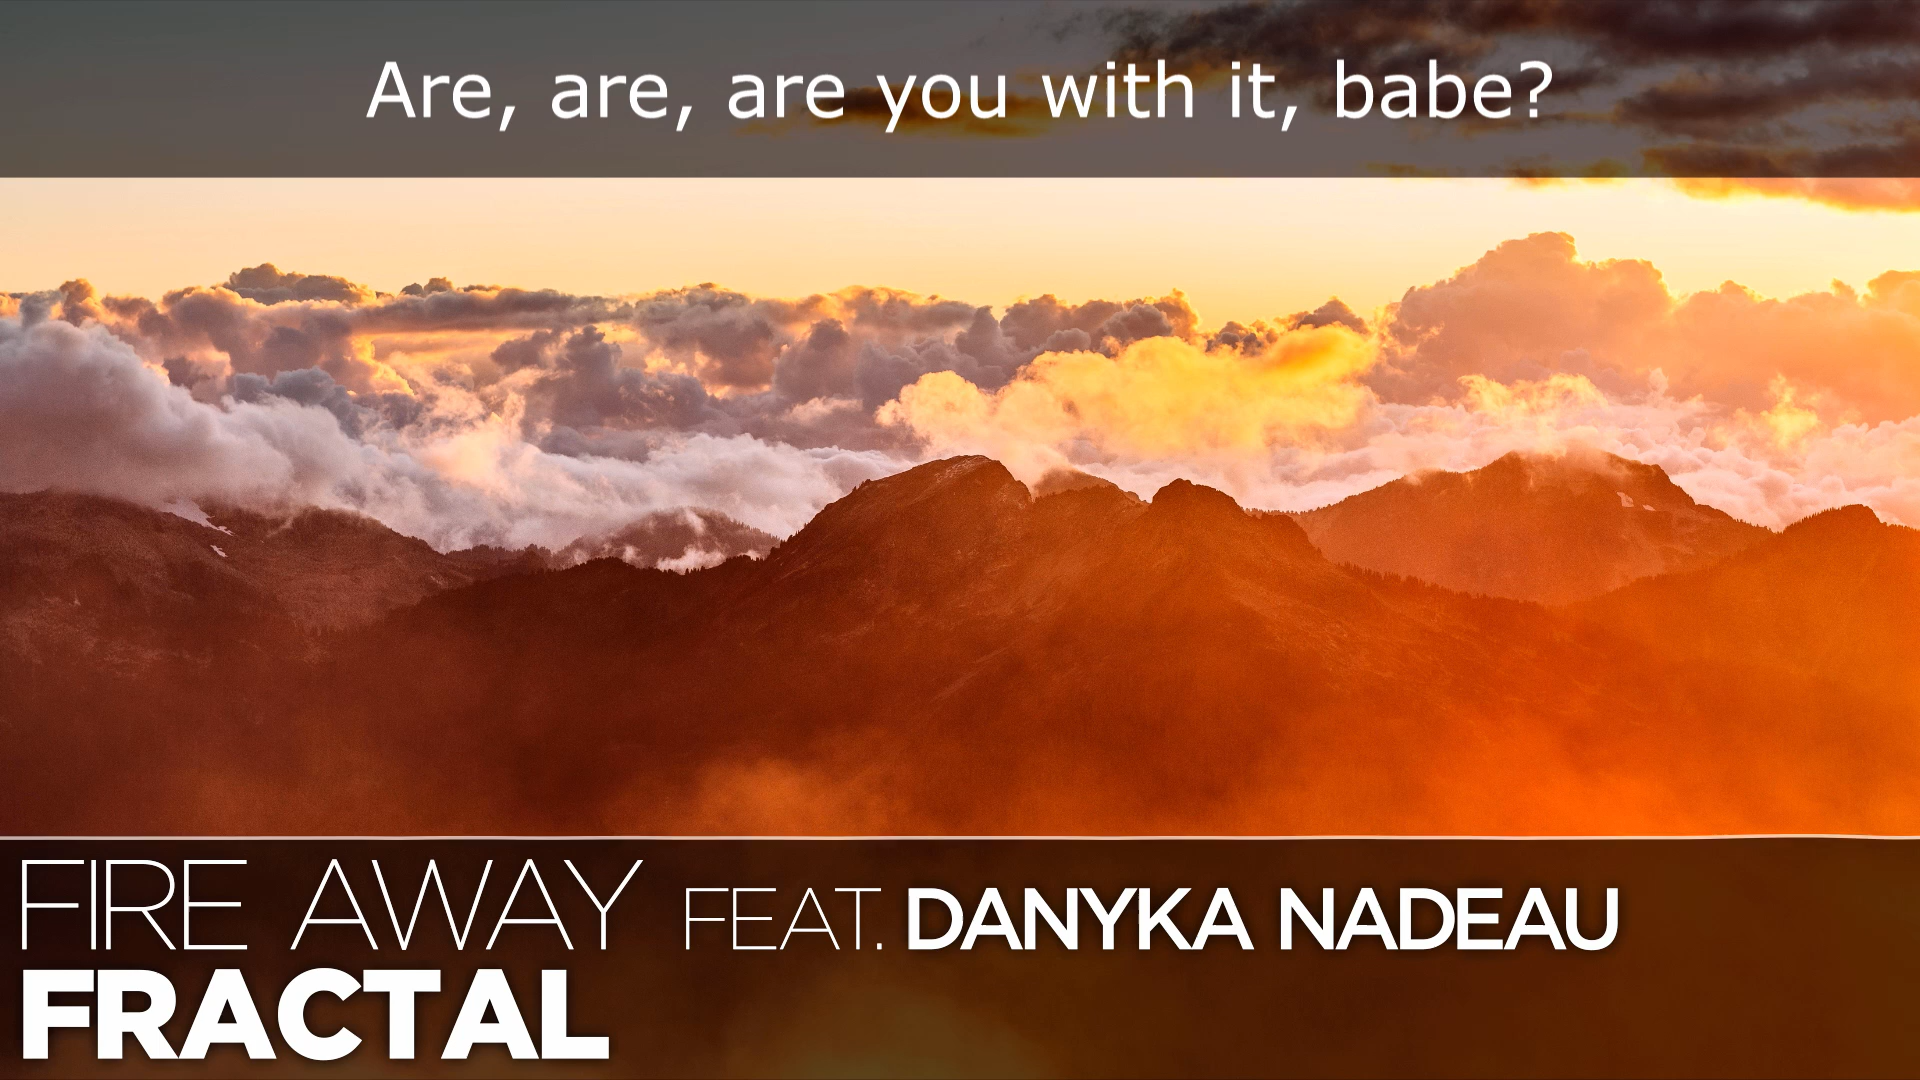 Are, are, are you with it, babe?
FIRE AWAY FEAT. DANYKA NADEAU
FRACTAL